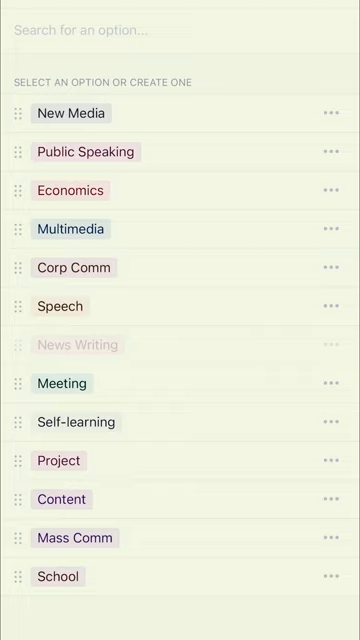 Search for an option...
SELECT AN OPTION OR CREATE ONE
New Media
Public Speaking
Economics
Multimedia
Corp Comm
Speech
News Writing
Meeting
Self-learning
Project
Content
Mass Comm
School